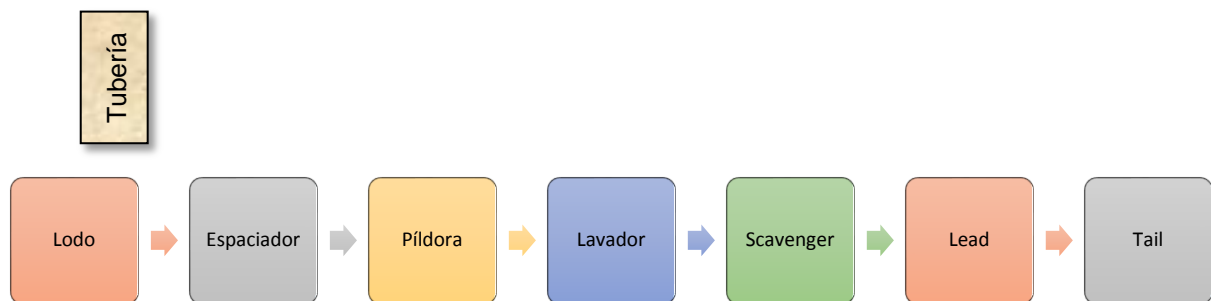 Tubería
Lodo
Espaciador
Píldora
Lavador
Scavenger
Lead
Tail